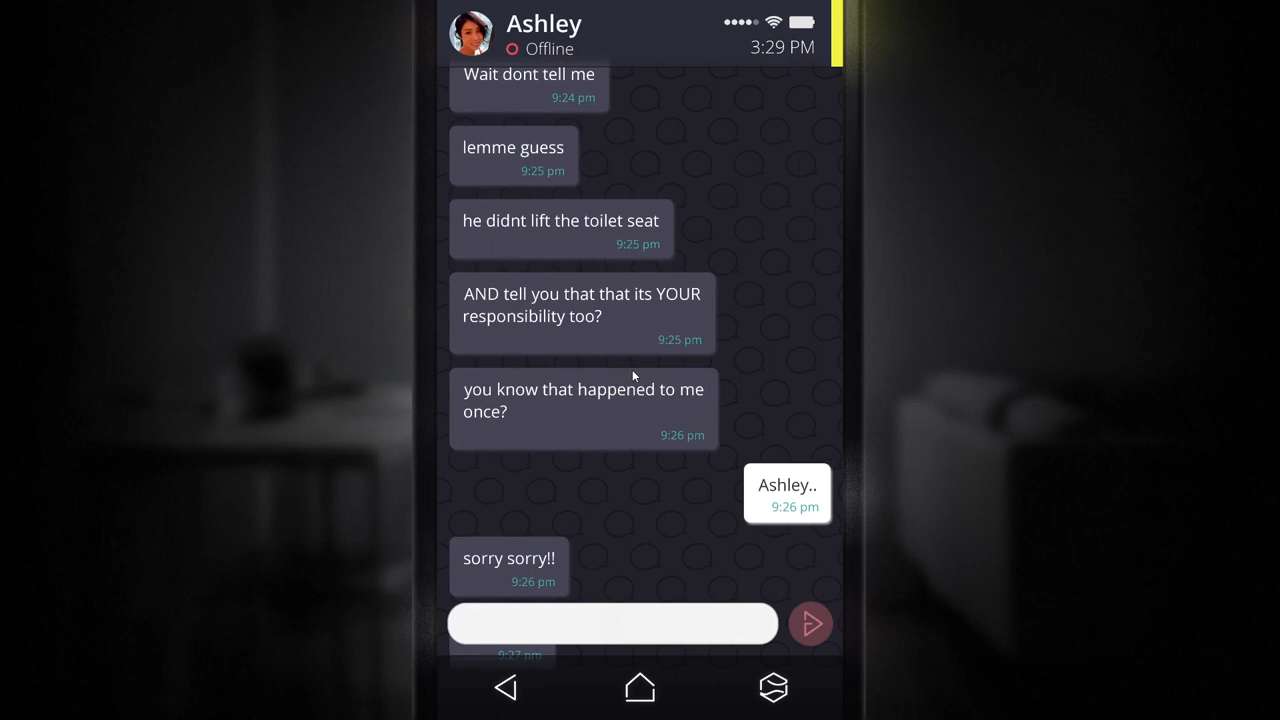 Ashley
Offline
3:29 PM
Wait dont tell me
9:24 pm
lemme guess
9:25 pm
he didnt lift the toilet seat
9:25 pm
AND tell you that that its YOUR
responsibility too?
9:25 pm
you know that happened to me
once?
9:26 pm
Ashley..
9:26 pm
sorry sorry!!
9:26 pm
9:27 pm